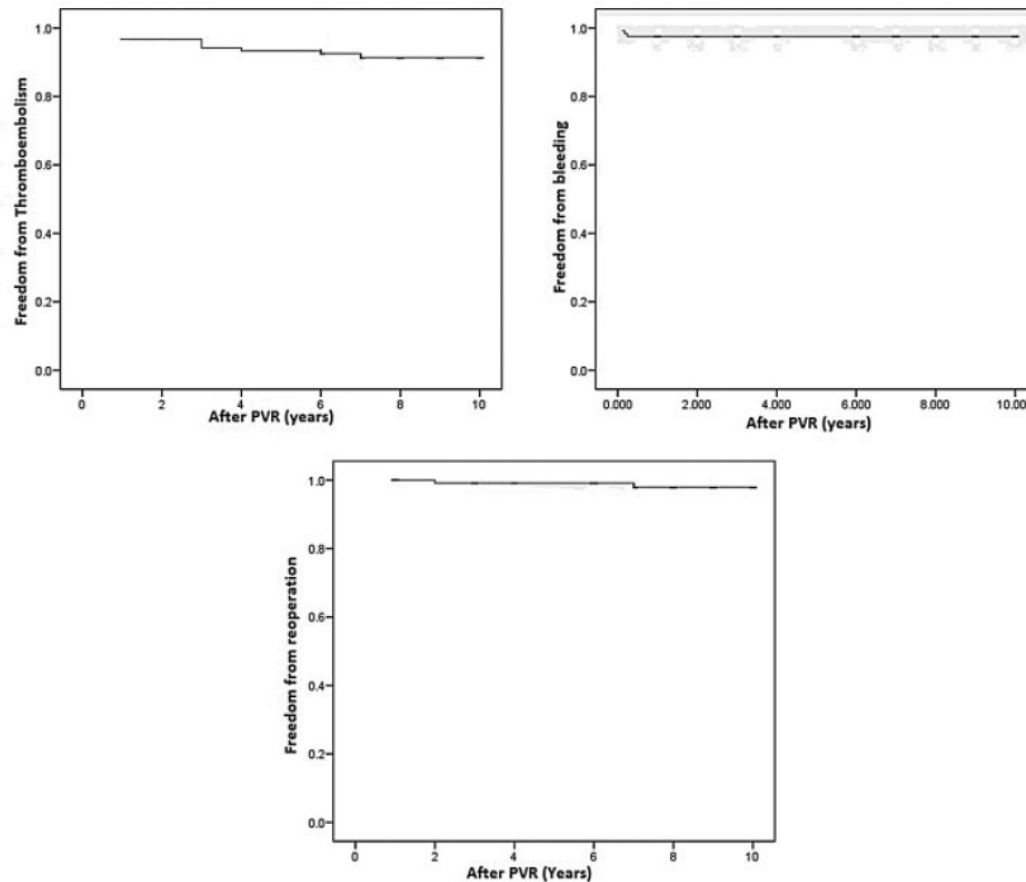 Freedom from Thromboembolism
1.0
0.8
0.6
0.4
0.2
0.0
0 2 4 6 8 10
After PVR (years)
Freedom from bleeding
1.0
0.8
0.6
0.4
0.2
0.0
0.000 2.000 4.000 6.000 8.000 10.00
After PVR (years)
Freedom from reoperation
1.0
0.8
0.6
0.4
0.2
0.0
0 2 4 6 8 10
After PVR (Years)